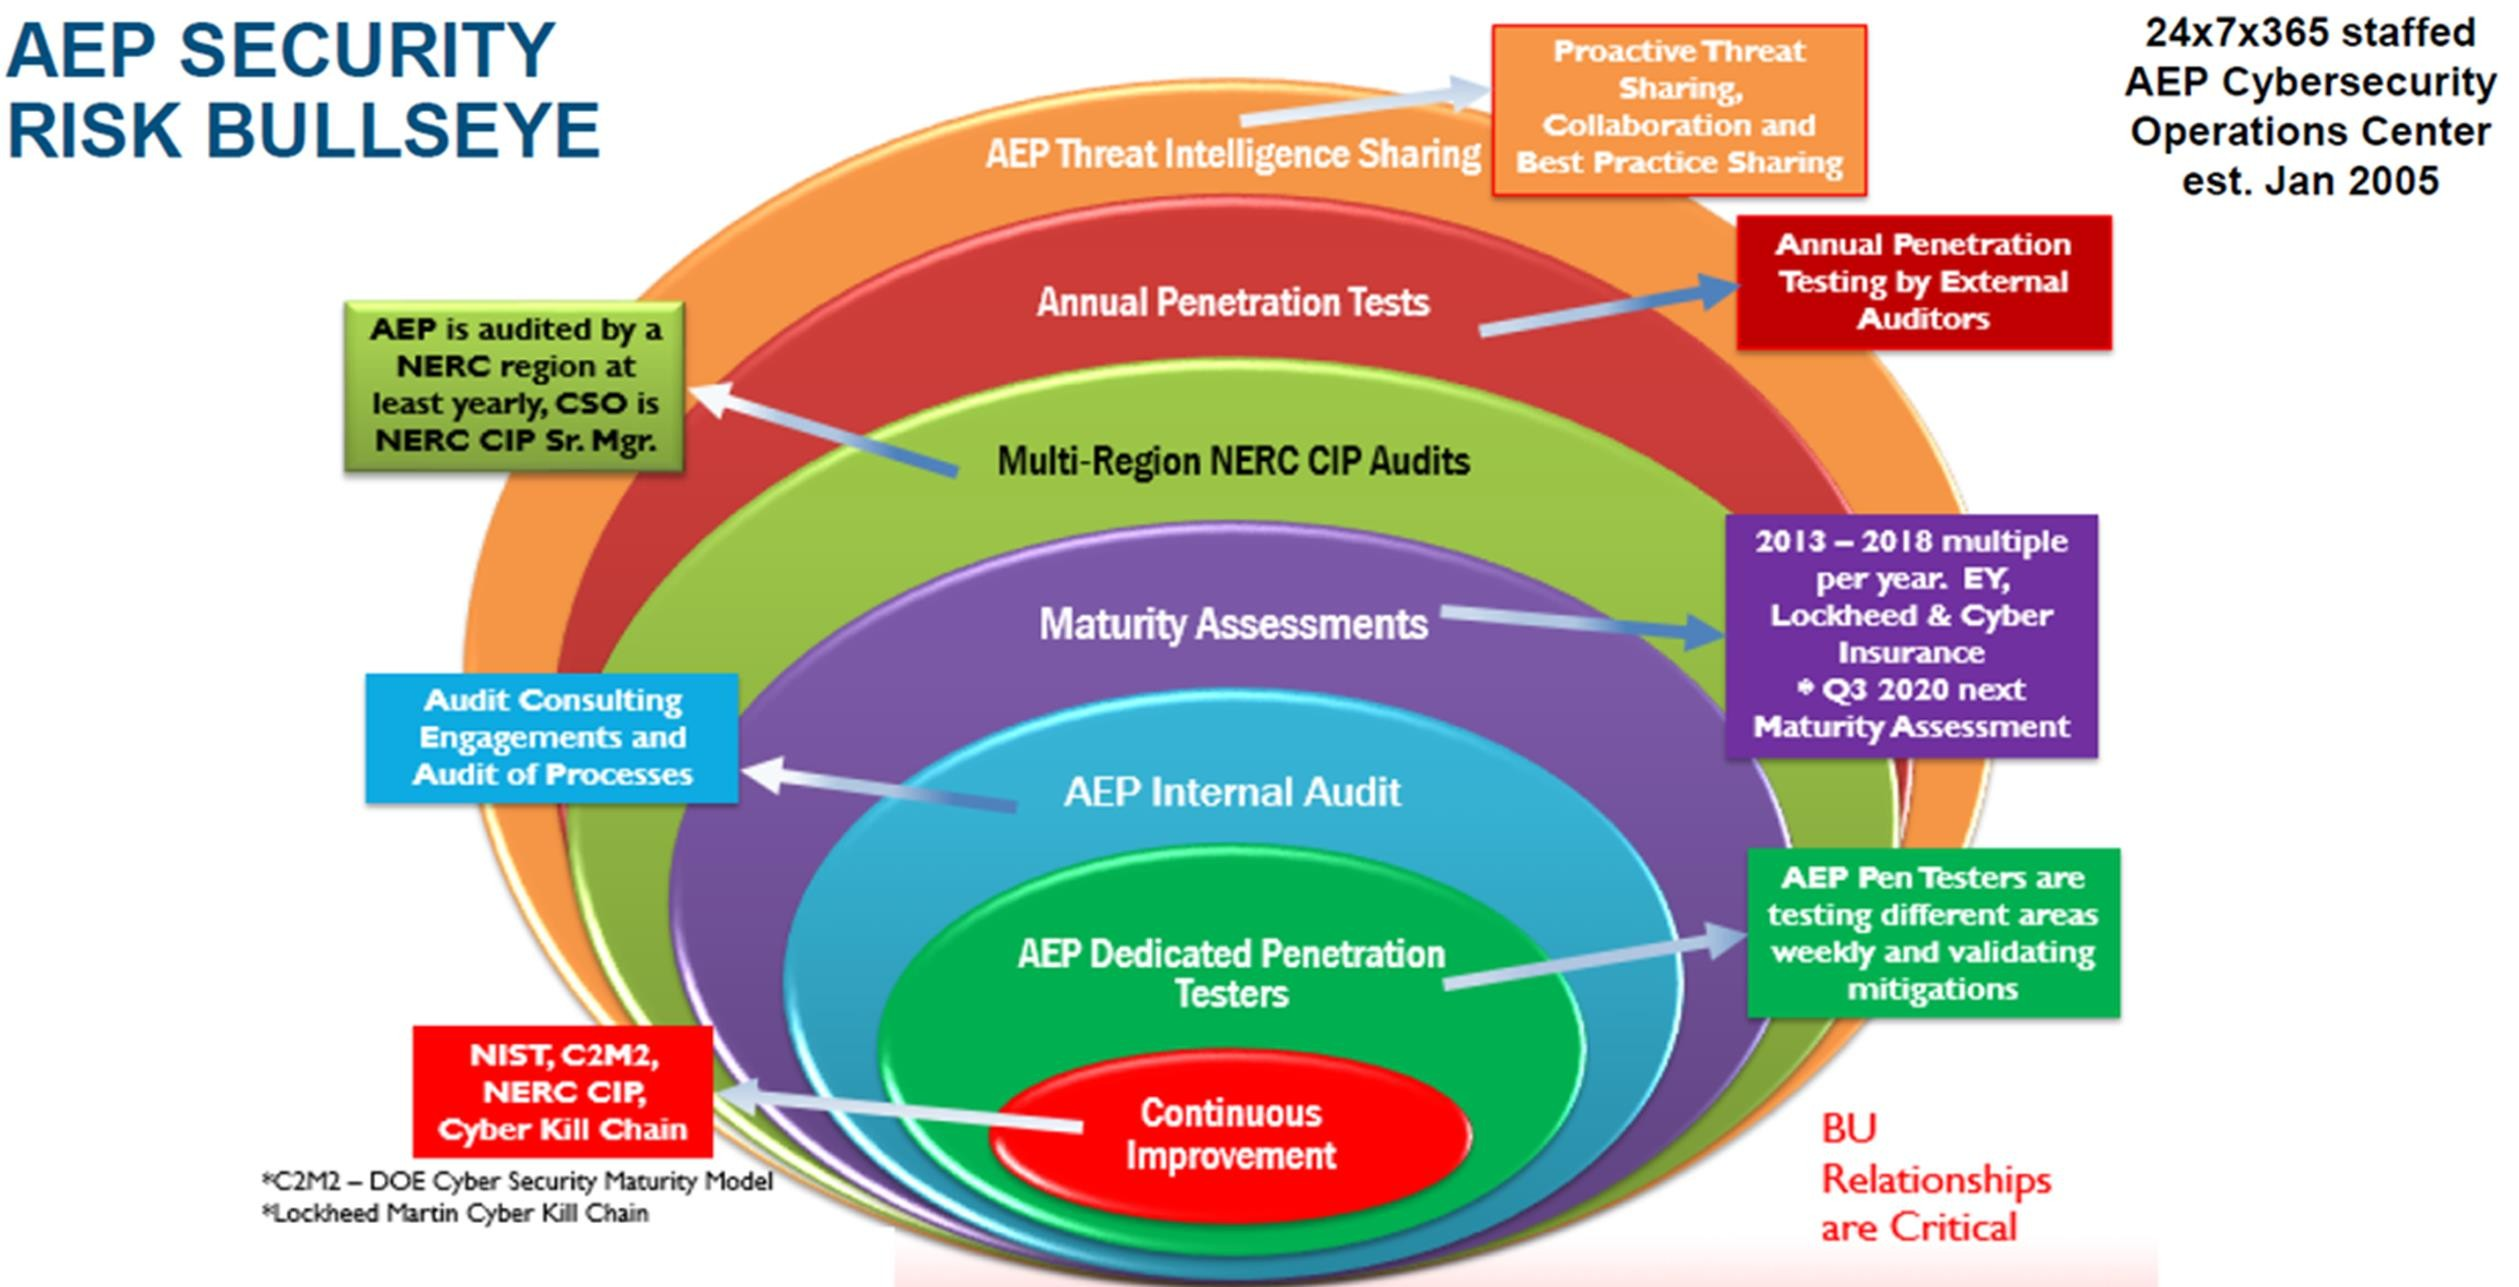 AEP SECURITY
RISK BULLSEYE
24x7x365 staffed
AEP Cybersecurity
Operations Center
est. Jan 2005
Proactive Threat
Sharing,
Collaboration and
Best Practice Sharing
AEP Threat Intelligence Sharing
Annual Penetration
Testing by External
Auditors
Annual Penetration Tests
AEP is audited by a
NERC region at
least yearly, CSO is
NERC CIP Sr. Mgr.
Multi-Region NERC CIP Audits
2013 – 2018 multiple
per year. EY,
Lockheed & Cyber
Insurance
* Q3 2020 next
Maturity Assessment
Maturity Assessments
Audit Consulting
Engagements and
Audit of Processes
AEP Internal Audit
AEP Pen Testers are
testing different areas
weekly and validating
mitigations
AEP Dedicated Penetration
Testers
NIST, C2M2,
NERC CIP,
Cyber Kill Chain
Continuous
Improvement
*C2M2 – DOE Cyber Security Maturity Model
*Lockheed Martin Cyber Kill Chain
BU
Relationships
are Critical